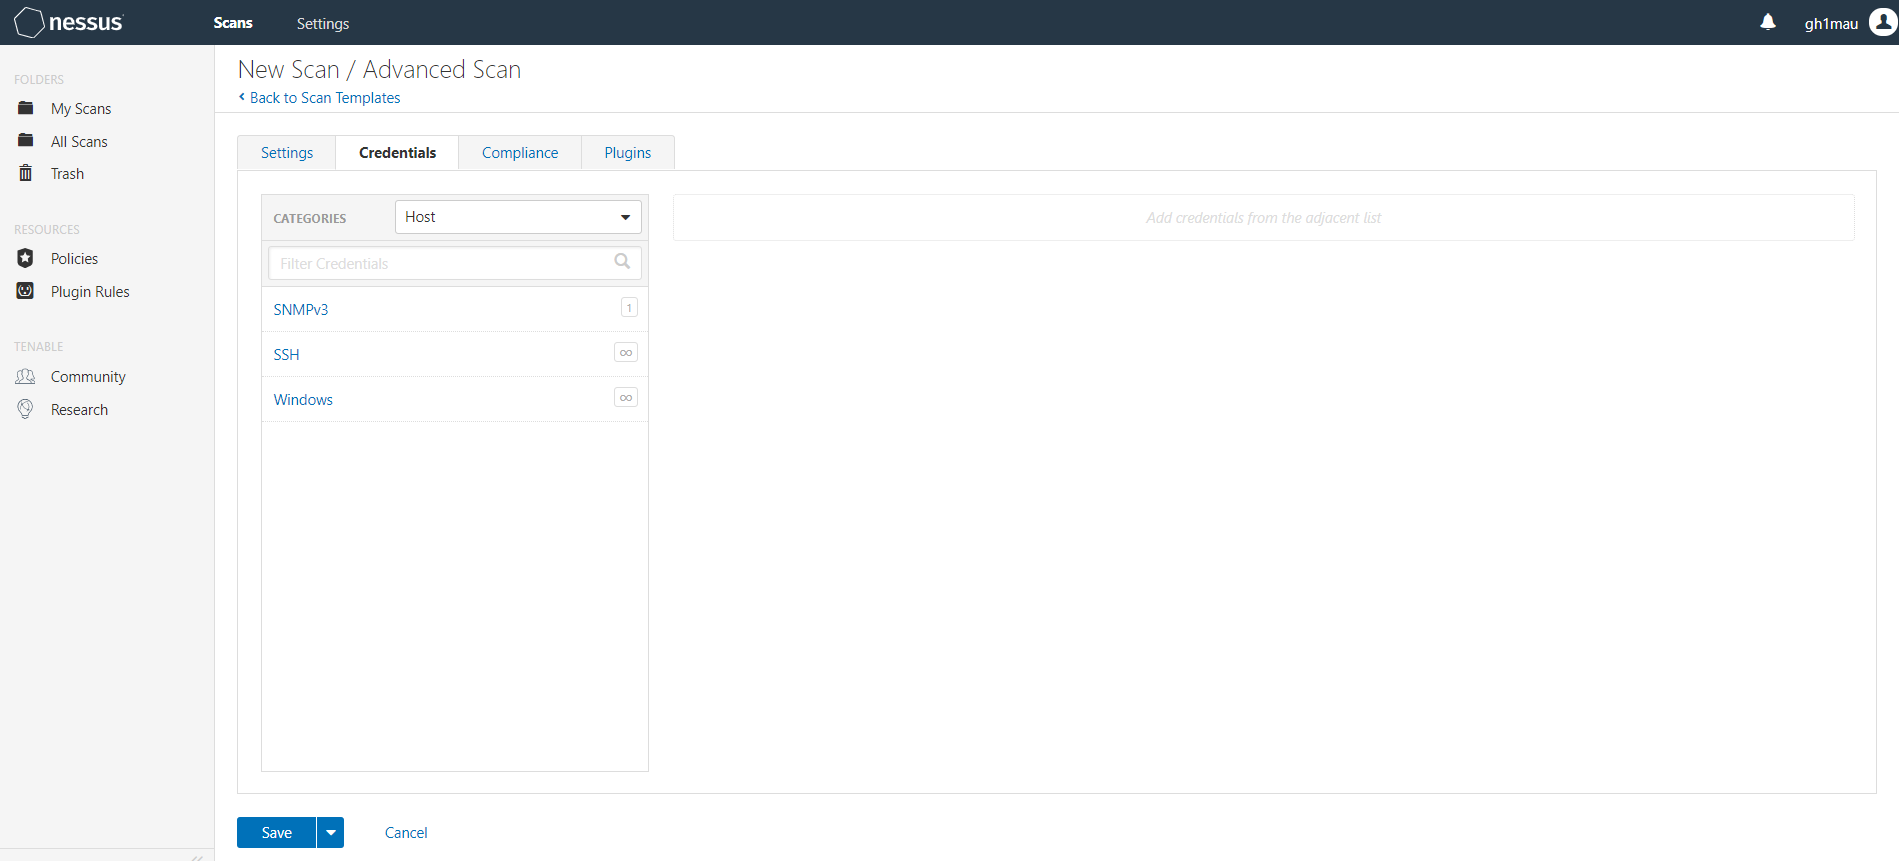 nessus
Scans
Settings
gh1mau
FOLDERS
My Scans
All Scans
Trash
RESOURCES
Policies
Plugin Rules
TENABLE
Community
Research
New Scan / Advanced Scan
Back to Scan Templates
Settings
Credentials
Compliance
Plugins
CATEGORIES
Host
Filter Credentials
SNMPv3
1
SSH
∞
Windows
∞
Add credentials from the adjacent list
Save
Cancel